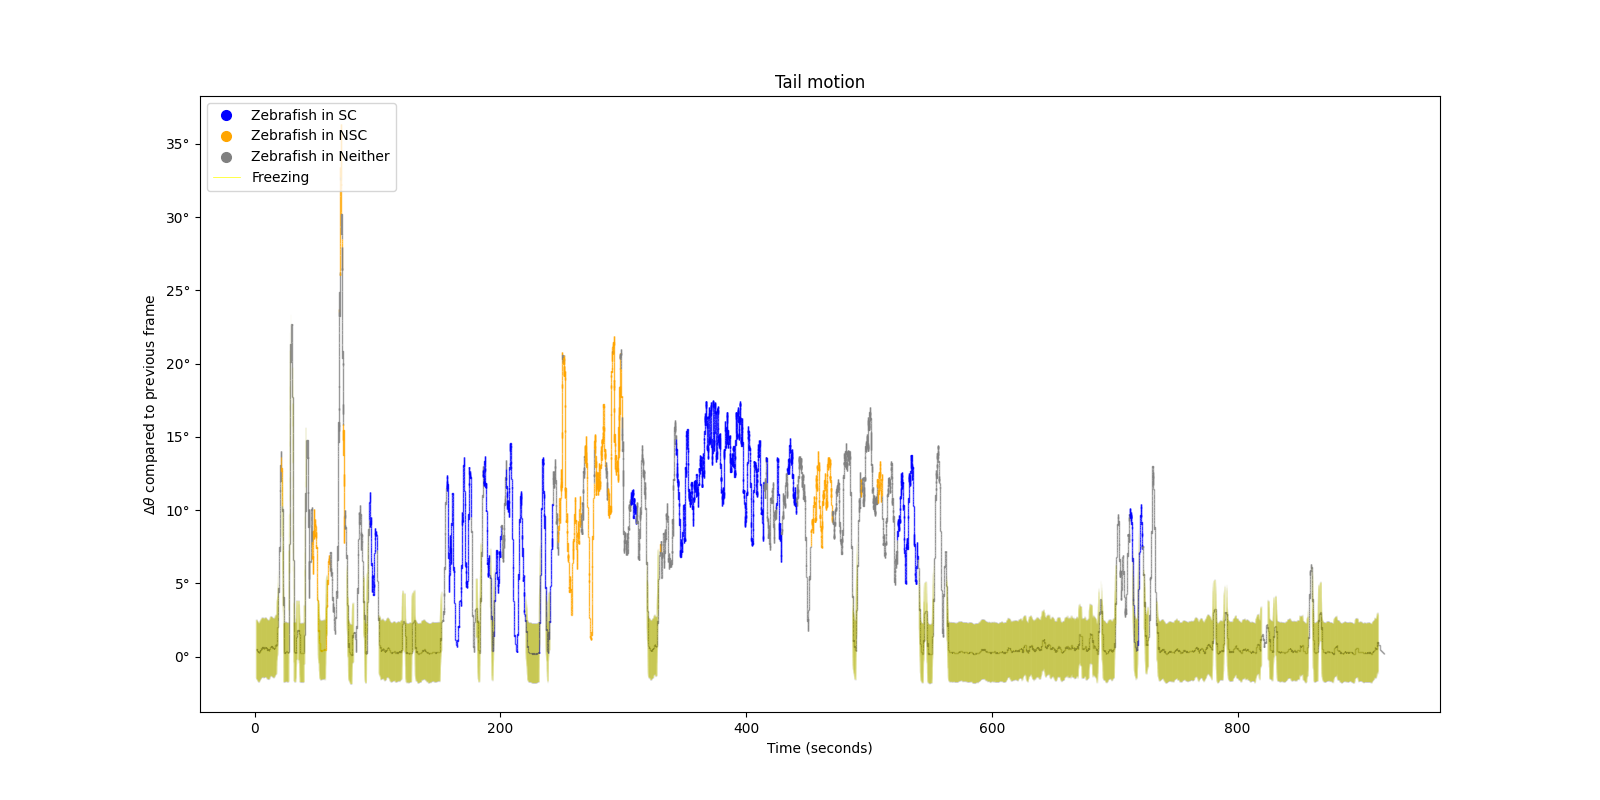 Tail motion
Zebrafish in SC
Zebrafish in NSC
Zebrafish in Neither
Freezing
35°
30°
25°
20°
15°
10°
5°
0°
Δθ compared to previous frame
0 200 400 600 800
Time (seconds)